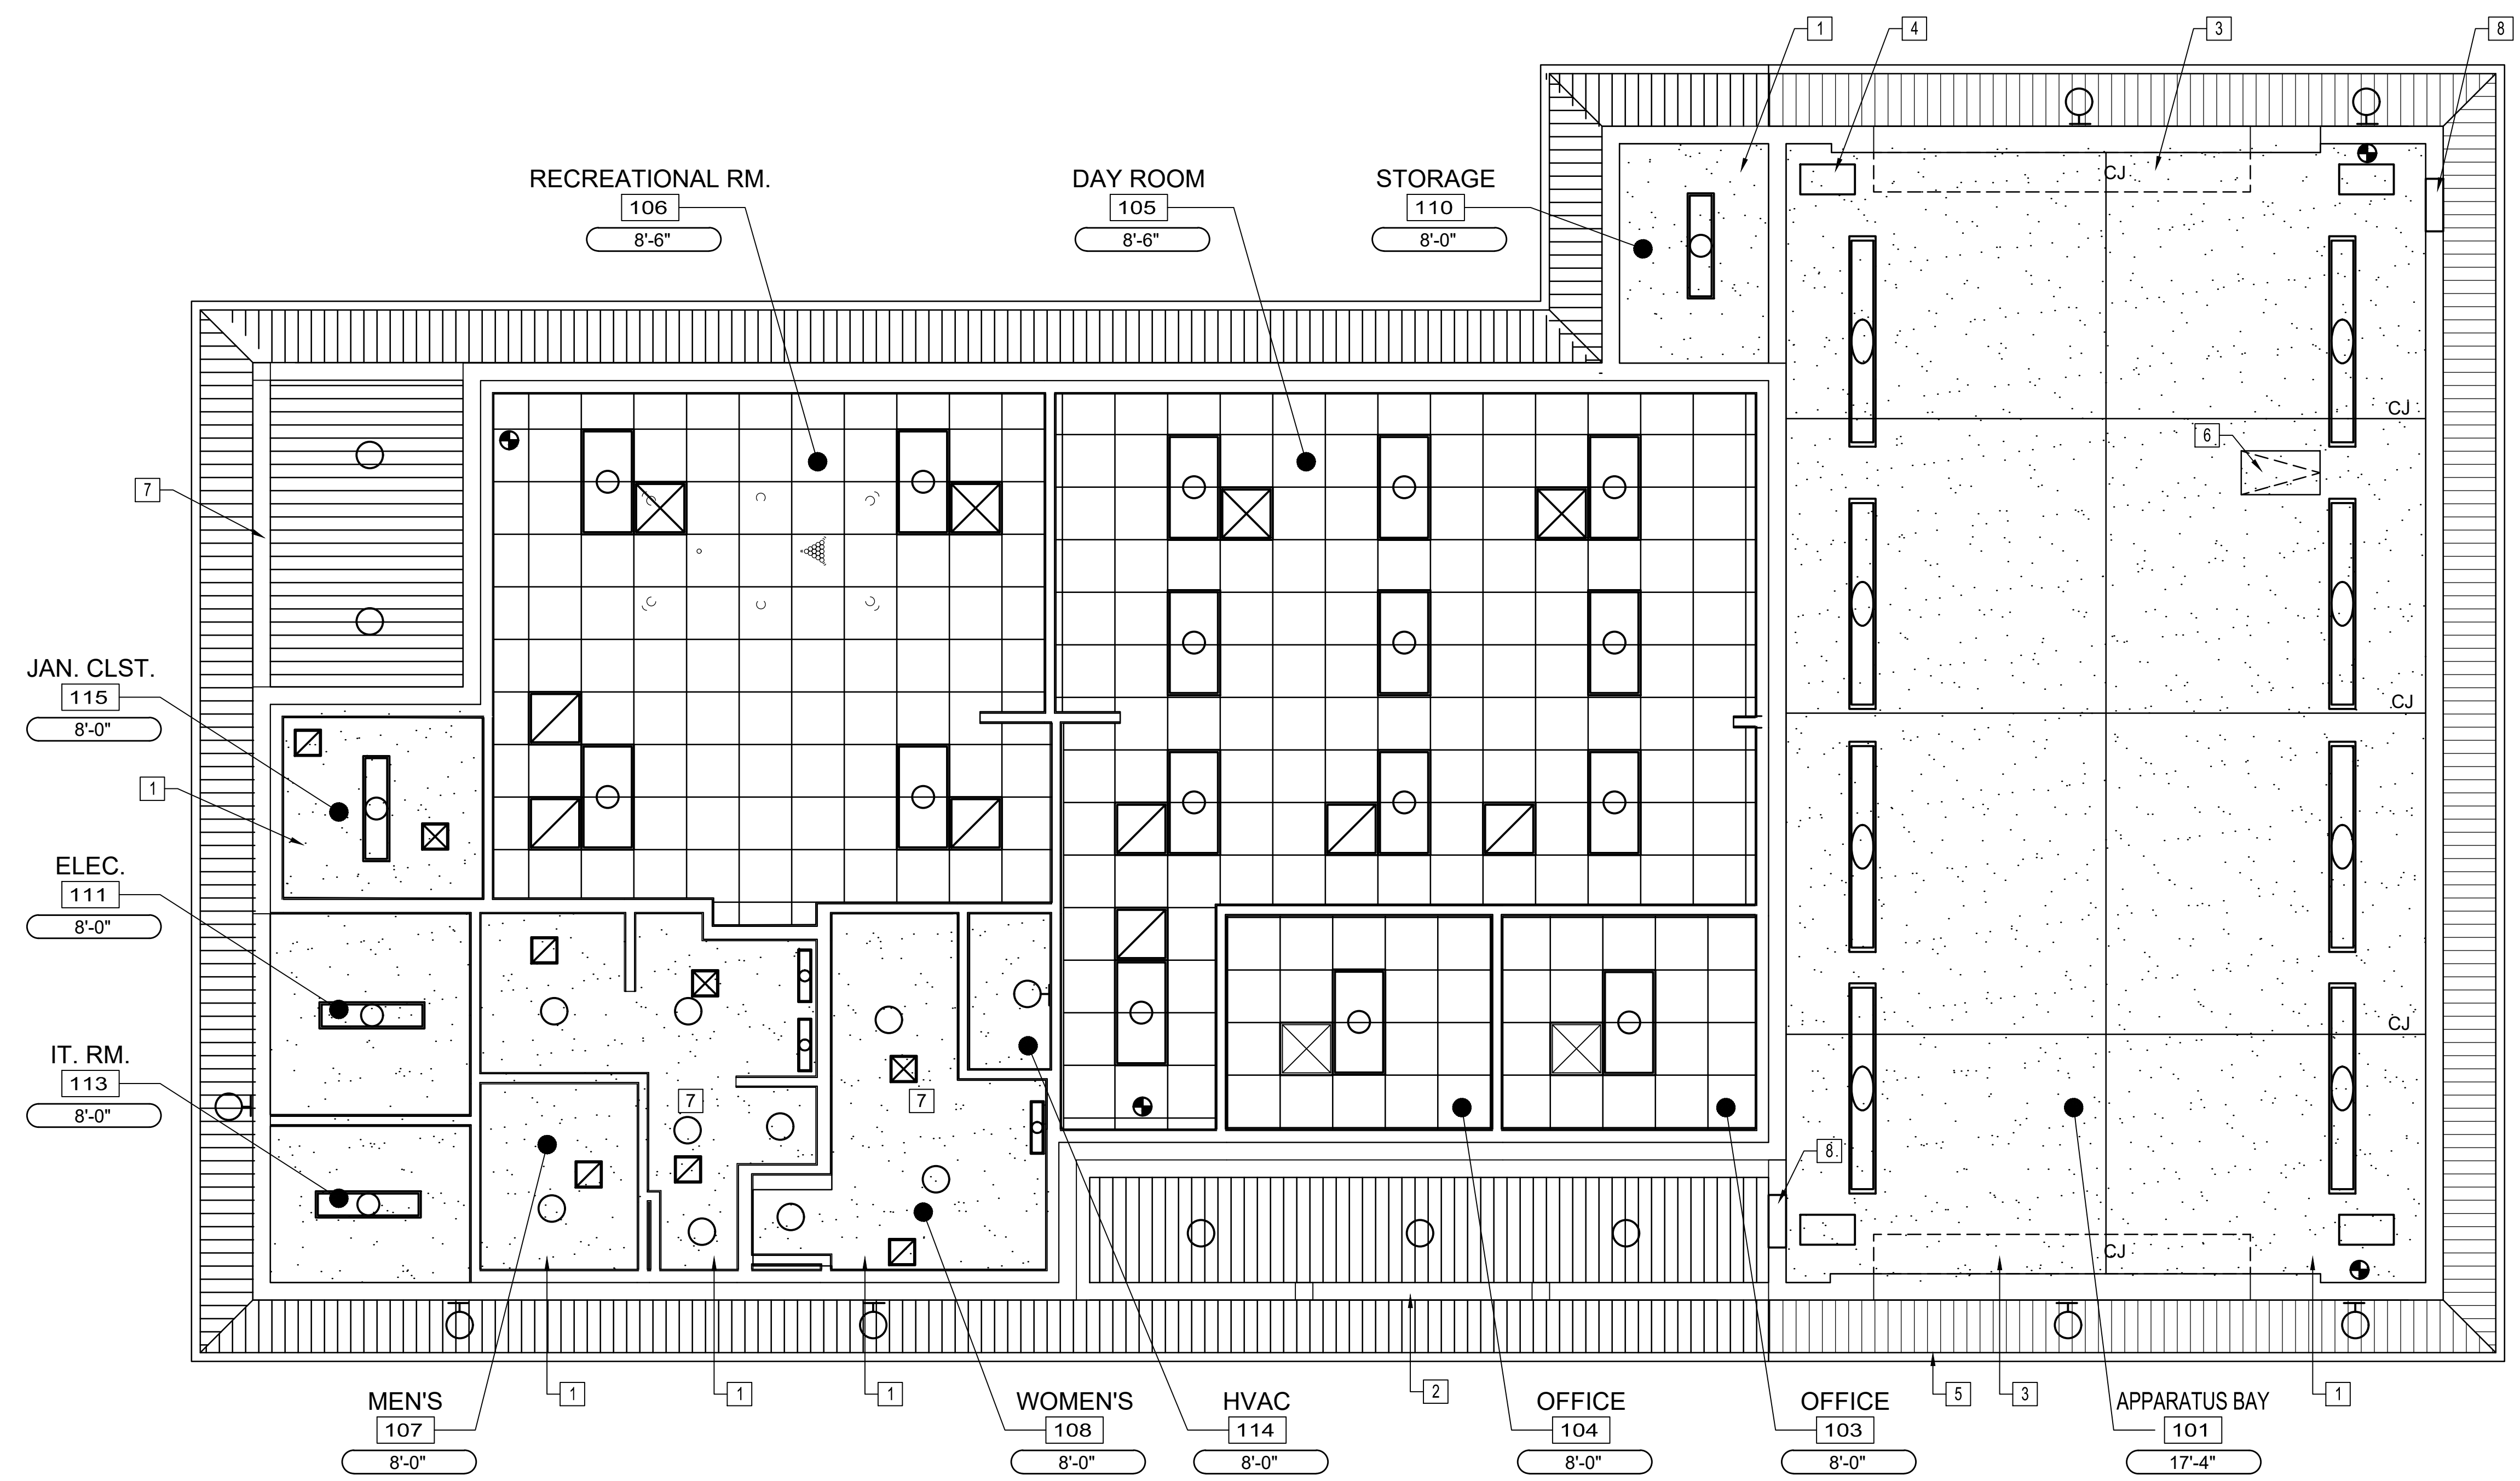 1
4
3
8
RECREATIONAL RM.
106
8'-6"
DAY ROOM
105
8'-6"
STORAGE
110
8'-0"
CJ
CJ
6
7
JAN. CLST.
115
8'-0"
CJ
1
ELEC.
111
8'-0"
CJ
IT. RM.
113
8'-0"
7
7
8.
CJ
MEN'S
107
8'-0"
1
1
1
WOMEN'S
108
8'-0"
HVAC
114
8'-0"
2
OFFICE
104
8'-0"
OFFICE
103
8'-0"
5
3
APPARATUS BAY
101
17'-4"
1